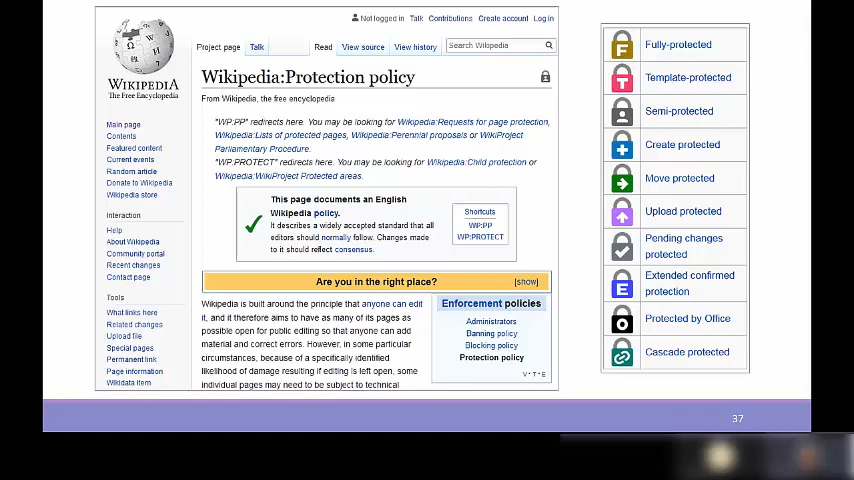 Not logged in Talk Contributions Create account Log in
Project page Talk Read View source View history Search Wikipedia
WIKIPEDIA
The Free Encyclopedia
Wikipedia:Protection policy
From Wikipedia, the free encyclopedia
"WP:PP" redirects here. You may be looking for Wikipedia:Requests for page protection,
Wikipedia:Lists of protected pages, Wikipedia:Perennial proposals or WikiProject
Parliamentary Procedure.
"WP:PROTECT" redirects here. You may be looking for Wikipedia:Child protection or
Wikipedia:WikiProject Protected areas.
This page documents an English
Wikipedia policy.
It describes a widely accepted standard that all
editors should normally follow. Changes made
to it should reflect consensus.
Shortcuts
WP:PP
WP:PROTECT
Are you in the right place? [show]
Wikipedia is built around the principle that anyone can edit
it, and it therefore aims to have as many of its pages as
possible open for public editing so that anyone can add
material and correct errors. However, in some particular
circumstances, because of a specifically identified
likelihood of damage resulting if editing is left open, some
individual pages may need to be subject to technical
Enforcement policies
Administrators
Banning policy
Blocking policy
Protection policy
V · T · E
Main page
Contents
Featured content
Current events
Random article
Donate to Wikipedia
Wikipedia store
Interaction
Help
About Wikipedia
Community portal
Recent changes
Contact page
Tools
What links here
Related changes
Upload file
Special pages
Permanent link
Page information
Wikidata item
F Fully-protected
T Template-protected
Semi-protected
Create protected
Move protected
Upload protected
Pending changes
protected
E Extended confirmed
protection
O Protected by Office
Cascade protected
37